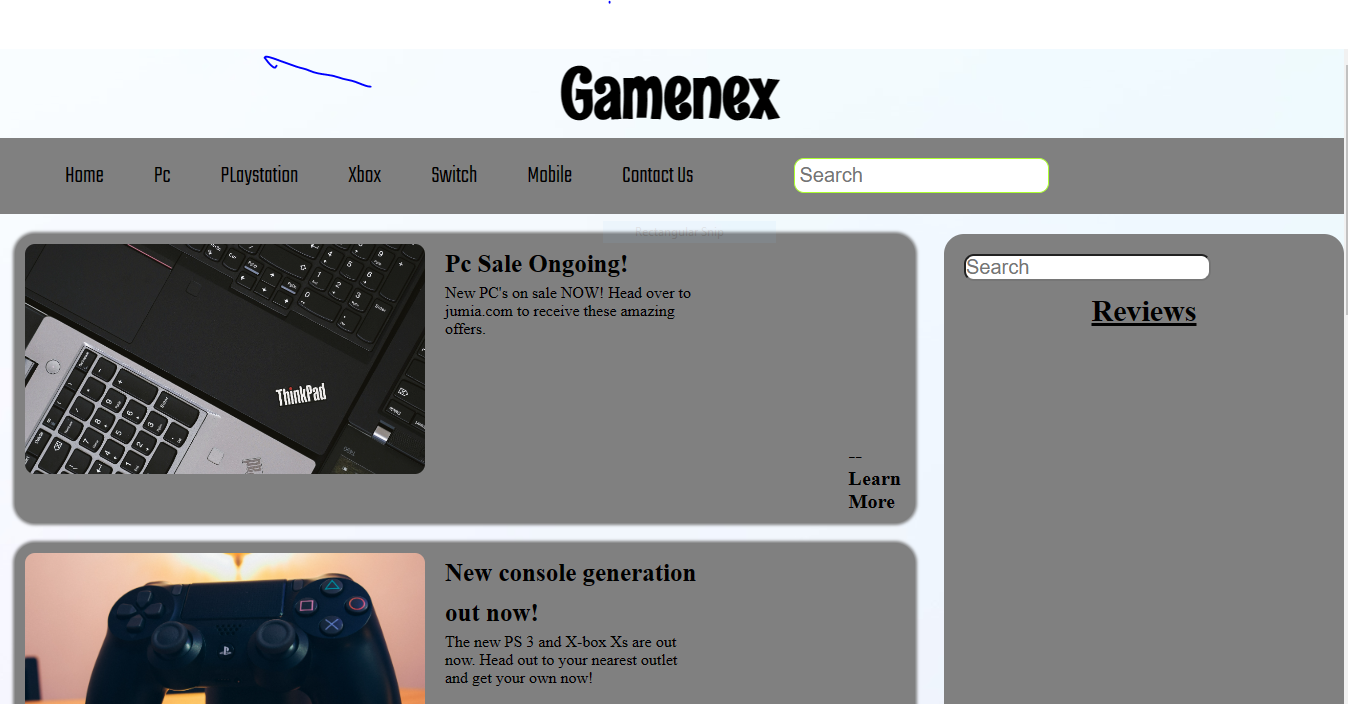 Gamenex
Home Pc PLaystation Xbox Switch Mobile Contact Us Search
Rectangular Snip
Pc Sale Ongoing!
New PC's on sale NOW! Head over to
jumia.com to receive these amazing
offers.
ThinkPad
--
Learn
More
Search
Reviews
New console generation
out now!
The new PS 3 and X-box Xs are out
now. Head out to your nearest outlet
and get your own now!